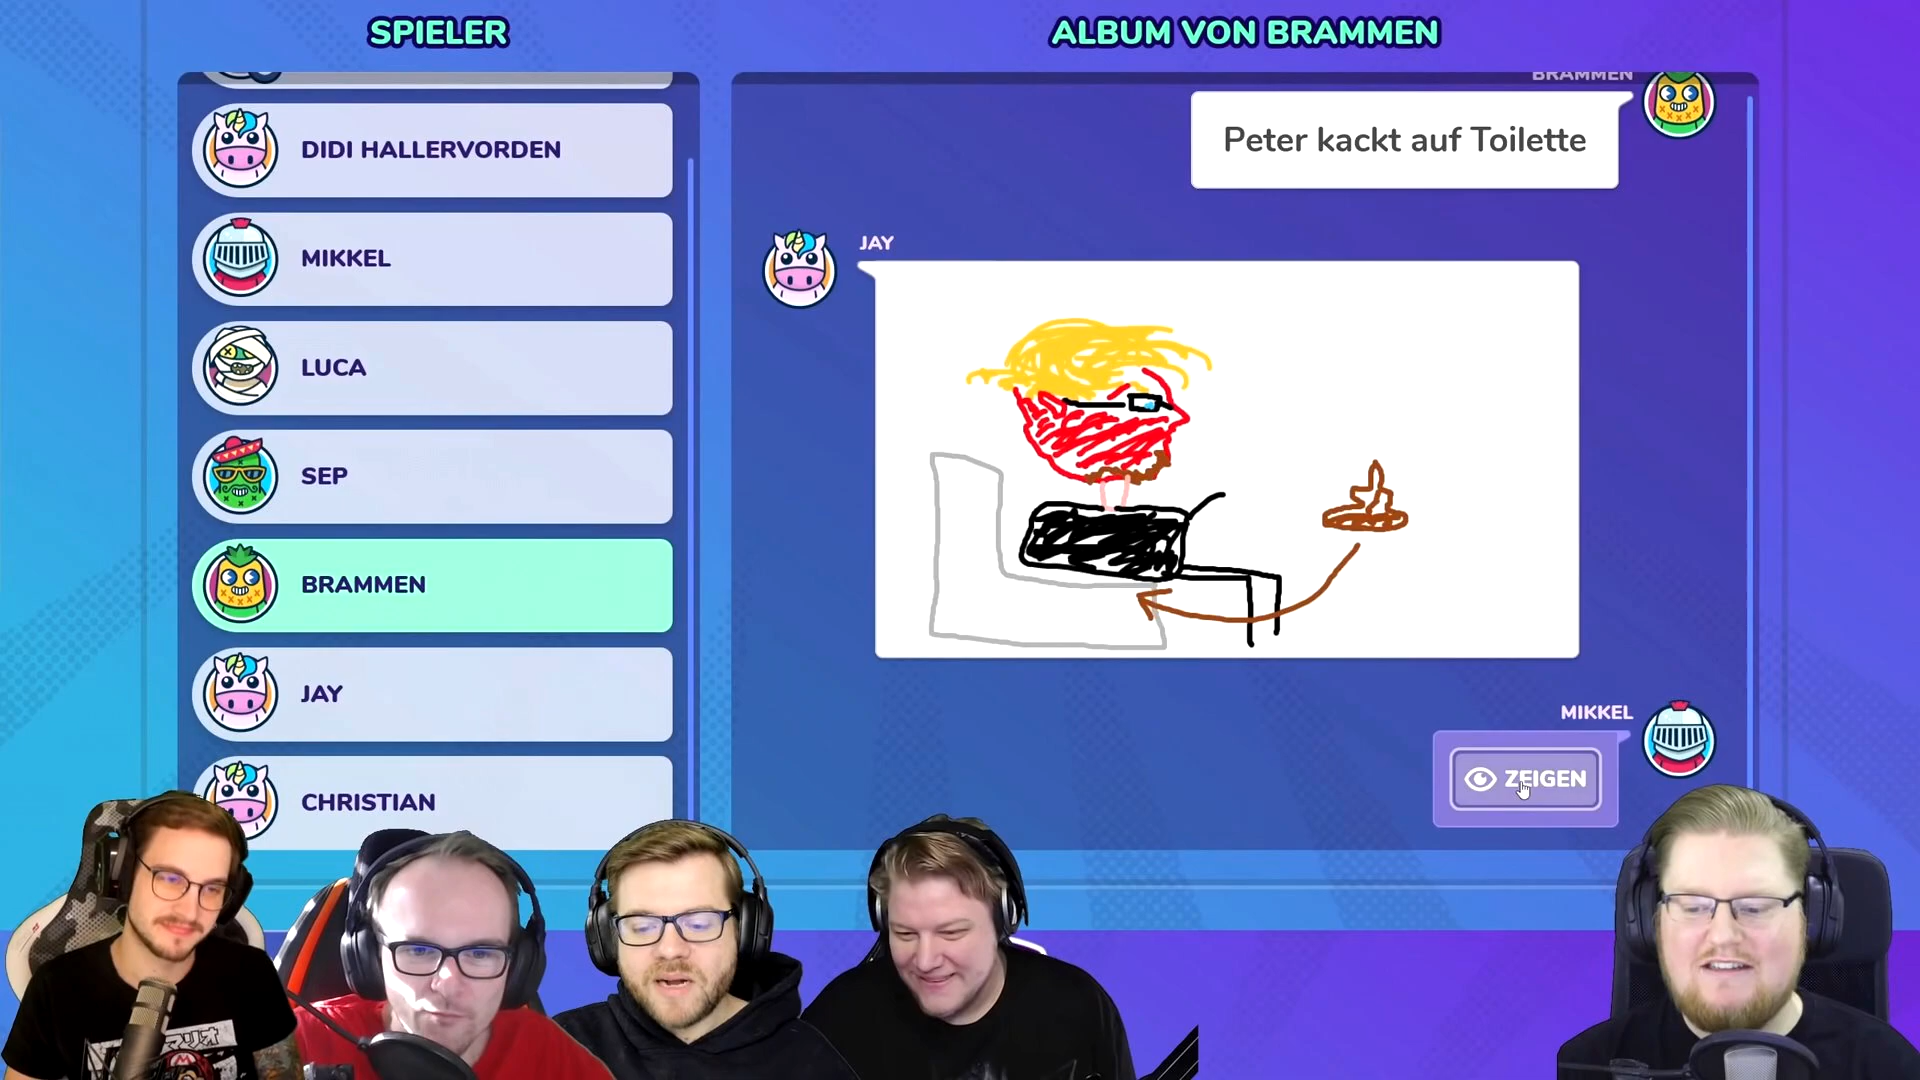 SPIELER
ALBUM VON BRAMMEN
DIDI HALLERVORDEN
MIKKEL
LUCA
SEP
BRAMMEN
JAY
CHRISTIAN
BRAMMEN
Peter kackt auf Toilette
JAY
MIKKEL
ZEIGEN